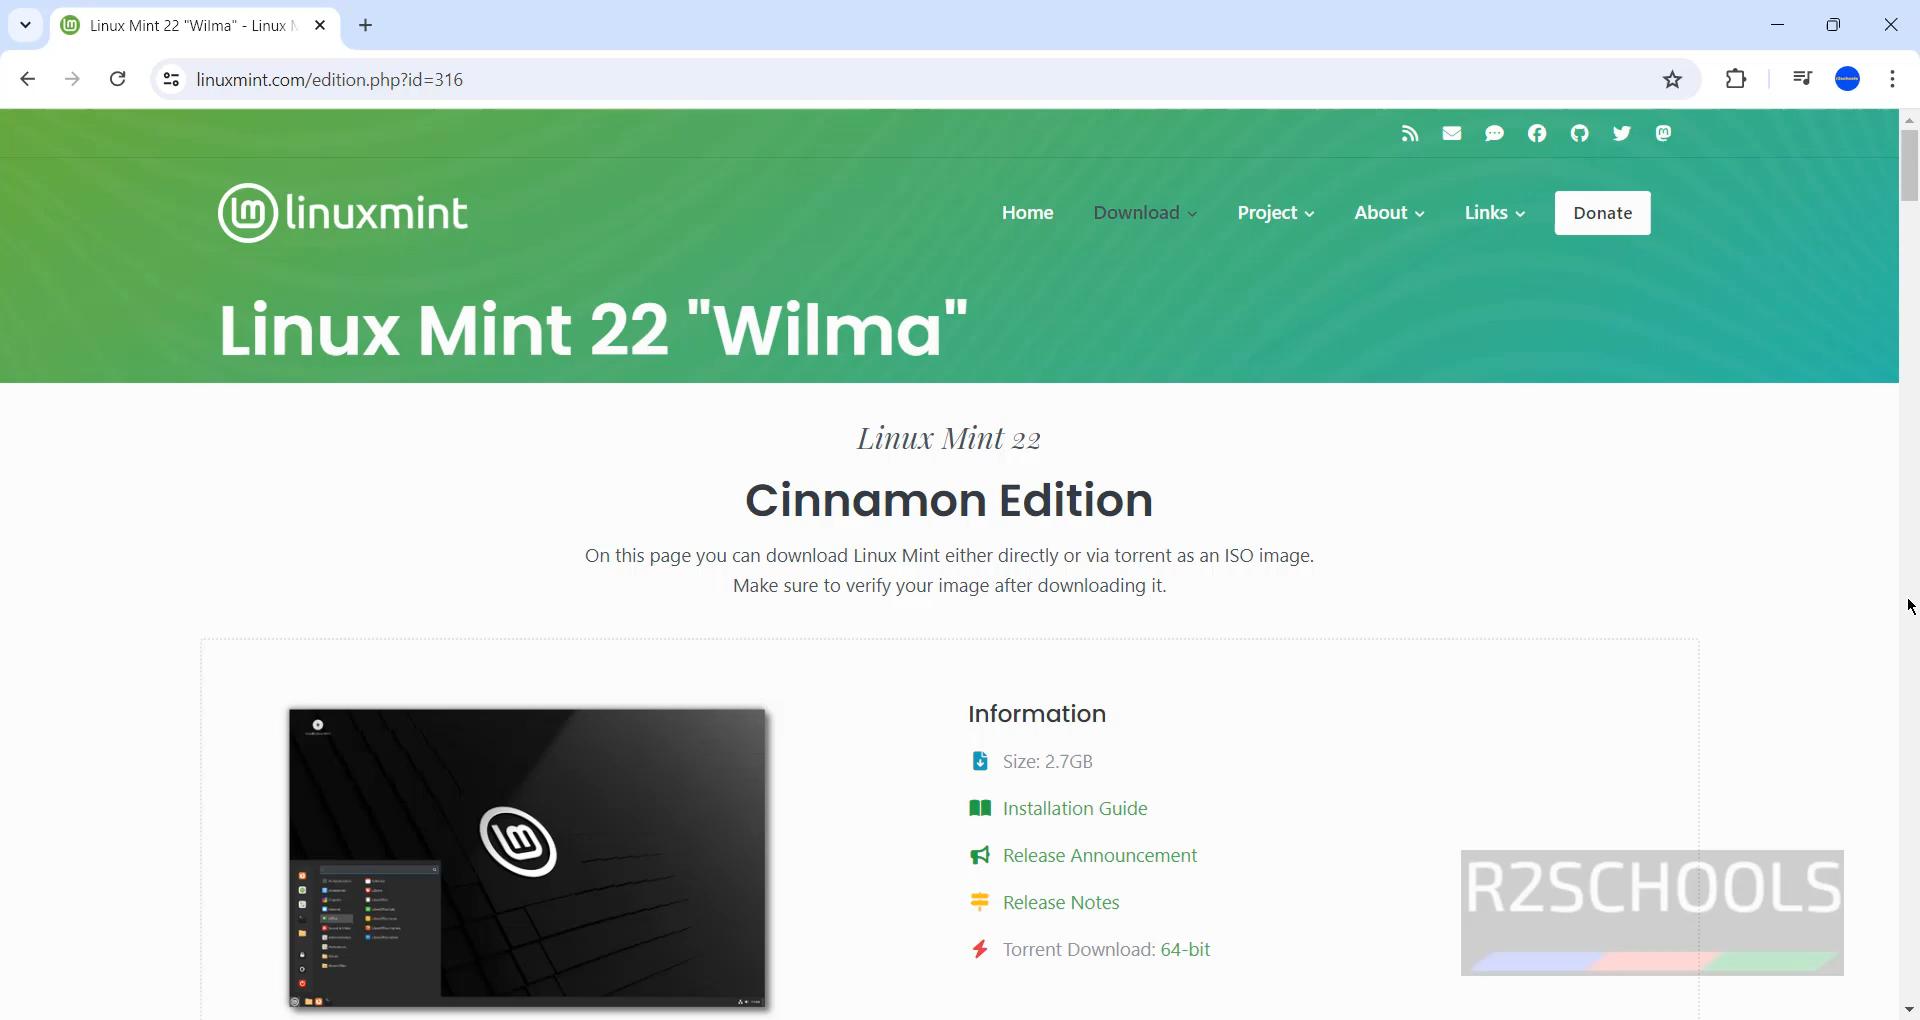 Linux Mint 22 "Wilma" - Linux M
linuxmint.com/edition.php?id=316
linuxmint
Home
Download
Project
About
Links
Donate
Linux Mint 22 "Wilma"
Linux Mint 22
Cinnamon Edition
On this page you can download Linux Mint either directly or via torrent as an ISO image.
Make sure to verify your image after downloading it.
Information
Size: 2.7GB
Installation Guide
Release Announcement
Release Notes
Torrent Download: 64-bit
R2SCHOOLS